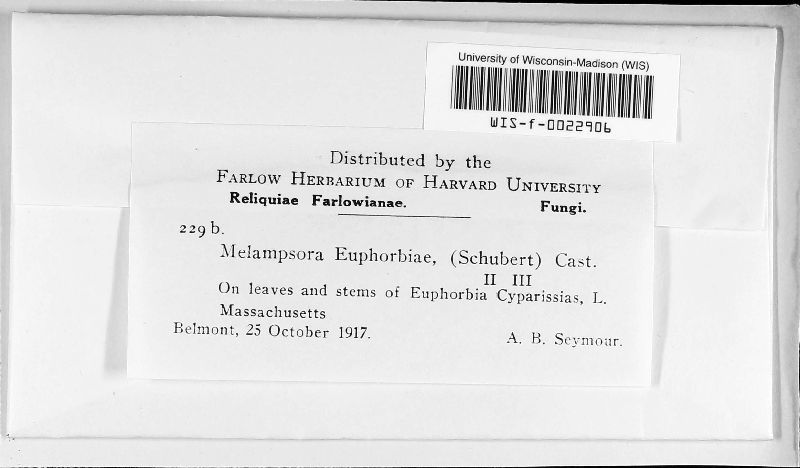 University of Wisconsin-Madison (WIS)
WIS-f-0022906
Distributed by the
FARLOW HERBARIUM OF HARVARD UNIVERSITY
Reliquiae Farlowianae. Fungi.
229 b.
Melampsora Euphorbiae, (Schubert) Cast.
II III
On leaves and stems of Euphorbia Cyparissias, L.
Massachusetts
Belmont, 25 October 1917. A. B. Seymour.